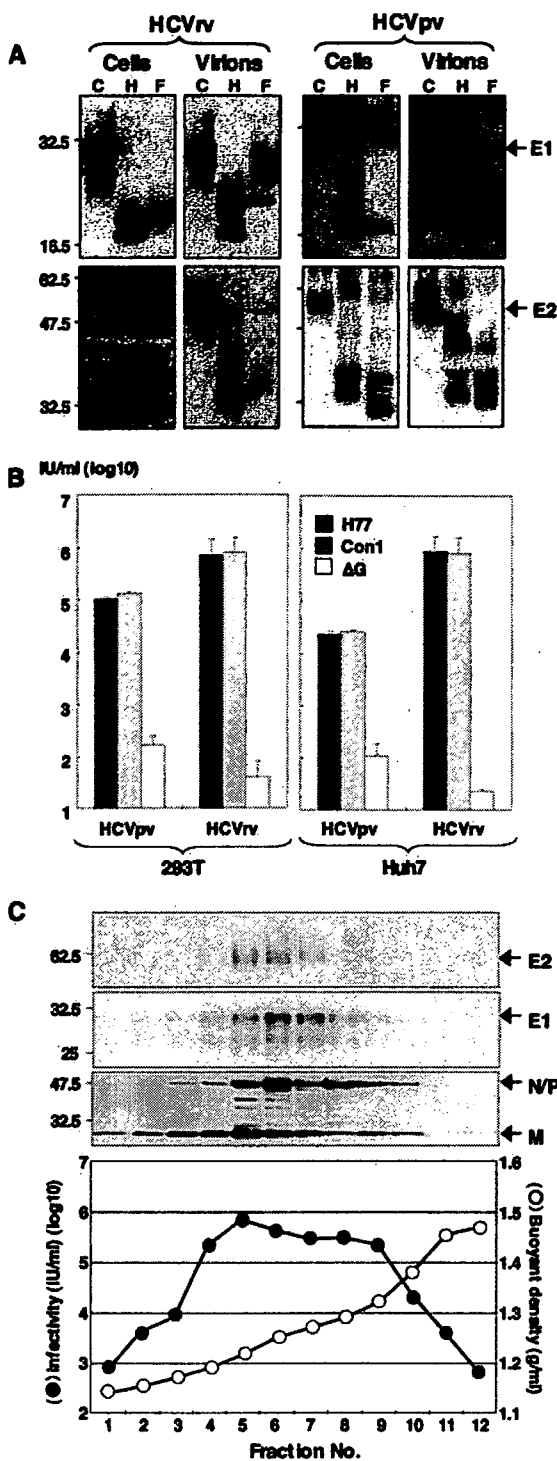 HCVrv HCVpv
A Cells Virions Cells Virions
C H F C H F C H F C H F
32.5
E1
16.5
62.5
E2
47.5
32.5
B IU/ml (log10)
7
6
5
4
3
2
1
H77
Con1
ΔG
HCVpv HCVrv HCVpv HCVrv
293T Huh7
C
62.5 E2
32.5 E1
25
47.5 N/P
32.5 M
7 1.6
6 1.5
5 1.4
4 1.3
3 1.2
2 1.1
(●) Infectivity (IU/ml) (log10)
(○) Buoyant density (g/ml)
1 2 3 4 5 6 7 8 9 10 11 12
Fraction No.